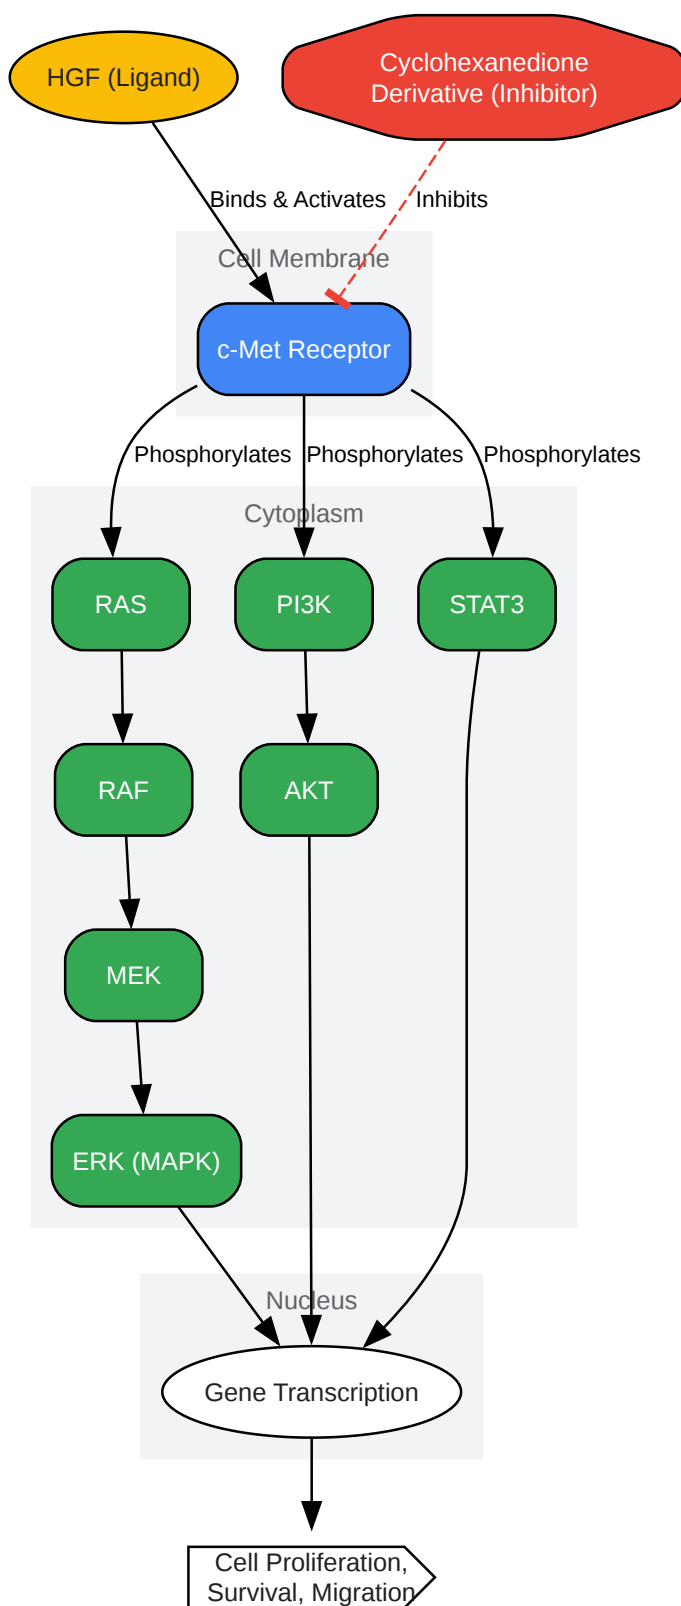 HGF (Ligand)
Cyclohexanedione
Derivative (Inhibitor)
Binds & Activates
Inhibits
Cell Membrane
c-Met Receptor
Phosphorylates
Phosphorylates
Phosphorylates
Cytoplasm
RAS
PI3K
STAT3
RAF
AKT
MEK
ERK (MAPK)
Nucleus
Gene Transcription
Cell Proliferation,
Survival, Migration